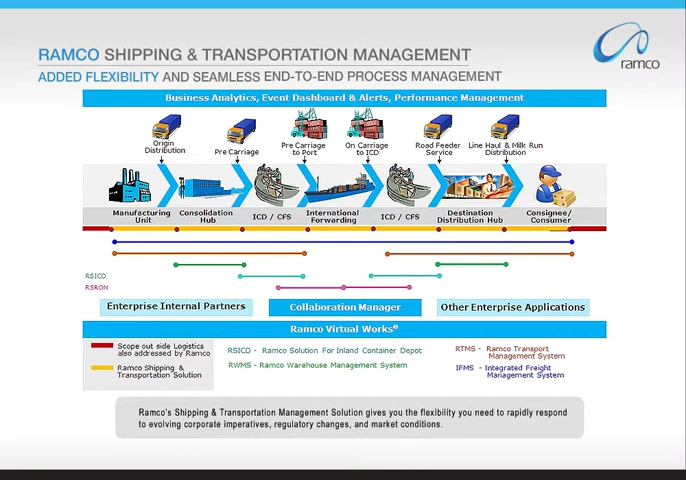 RAMCO SHIPPING & TRANSPORTATION MANAGEMENT
ADDED FLEXIBILITY AND SEAMLESS END-TO-END PROCESS MANAGEMENT
ramco
Business Analytics, Event Dashboard & Alerts, Performance Management
Origin
Distribution
Pre Carriage
Pre Carriage
to Port
On Carriage
to ICD
Road Feeder
Service
Line Haul & Milk Run
Distribution
Manufacturing
Unit
Consolidation
Hub
ICD / CFS
International
Forwarding
ICD / CFS
Destination
Distribution Hub
Consignee/
Consumer
RSICD
RSRON
Enterprise Internal Partners
Collaboration Manager
Other Enterprise Applications
Ramco Virtual Works®
Scope out side Logistics
also addressed by Ramco
Ramco Shipping &
Transportation Solution
RSICD - Ramco Solution For Inland Container Depot
RWMS - Ramco Warehouse Management System
RTMS - Ramco Transport
Management System
IFMS - Integrated Freight
Management System
Ramco's Shipping & Transportation Management Solution gives you the flexibility you need to rapidly respond
to evolving corporate imperatives, regulatory changes, and market conditions.